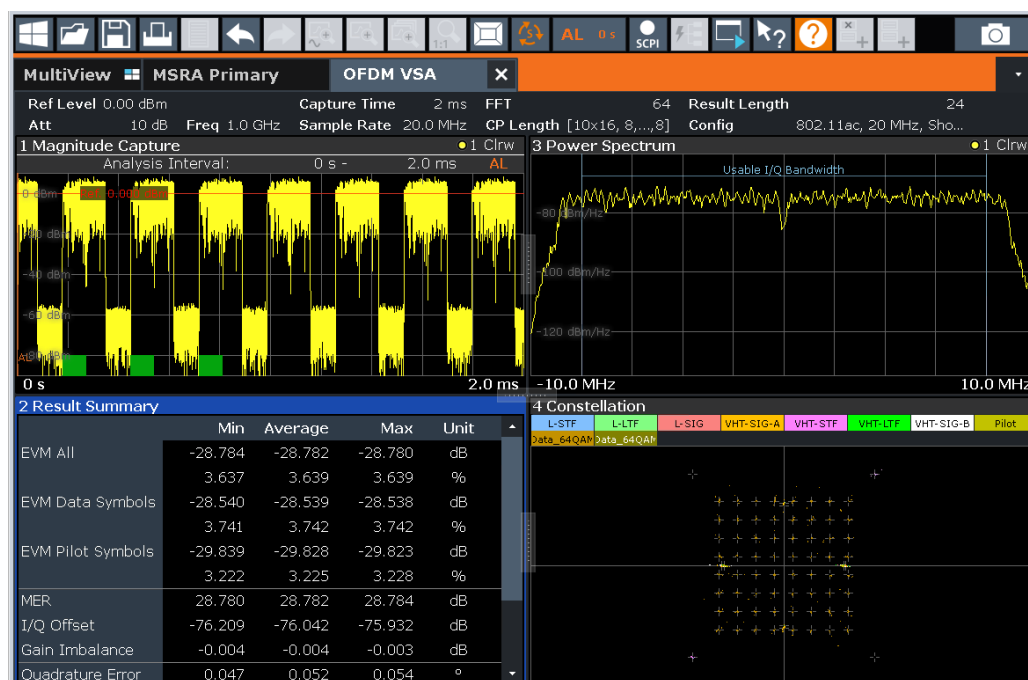 1:1
AL 0 s
SCPI
MultiView MSRA Primary OFDM VSA
Ref Level 0.00 dBm Capture Time 2 ms FFT 64 Result Length 24
Att 10 dB Freq 1.0 GHz Sample Rate 20.0 MHz CP Length [10×16, 8,...,8] Config 802.11ac, 20 MHz, Sho...
1 Magnitude Capture 1 Clrw
Analysis Interval: 0 s - 2.0 ms AL
0 dBm
-40 dBm
-60 dBm
0 s 2.0 ms
3 Power Spectrum 1 Clrw
Usable I/Q Bandwidth
-80 dBm/Hz
-100 dBm/Hz
-120 dBm/Hz
-10.0 MHz 10.0 MHz
2 Result Summary
Min Average Max Unit
EVM All -28.784 -28.782 -28.780 dB
3.637 3.639 3.639 %
EVM Data Symbols -28.540 -28.539 -28.538 dB
3.741 3.742 3.742 %
EVM Pilot Symbols -29.839 -29.828 -29.823 dB
3.222 3.225 3.228 %
MER 28.780 28.782 28.784 dB
I/Q Offset -76.209 -76.042 -75.932 dB
Gain Imbalance -0.004 -0.004 -0.003 dB
Quadrature Error 0.047 0.052 0.054 °
4 Constellation
L-STF L-LTF L-SIG VHT-SIG-A VHT-STF VHT-LTF VHT-SIG-B Pilot